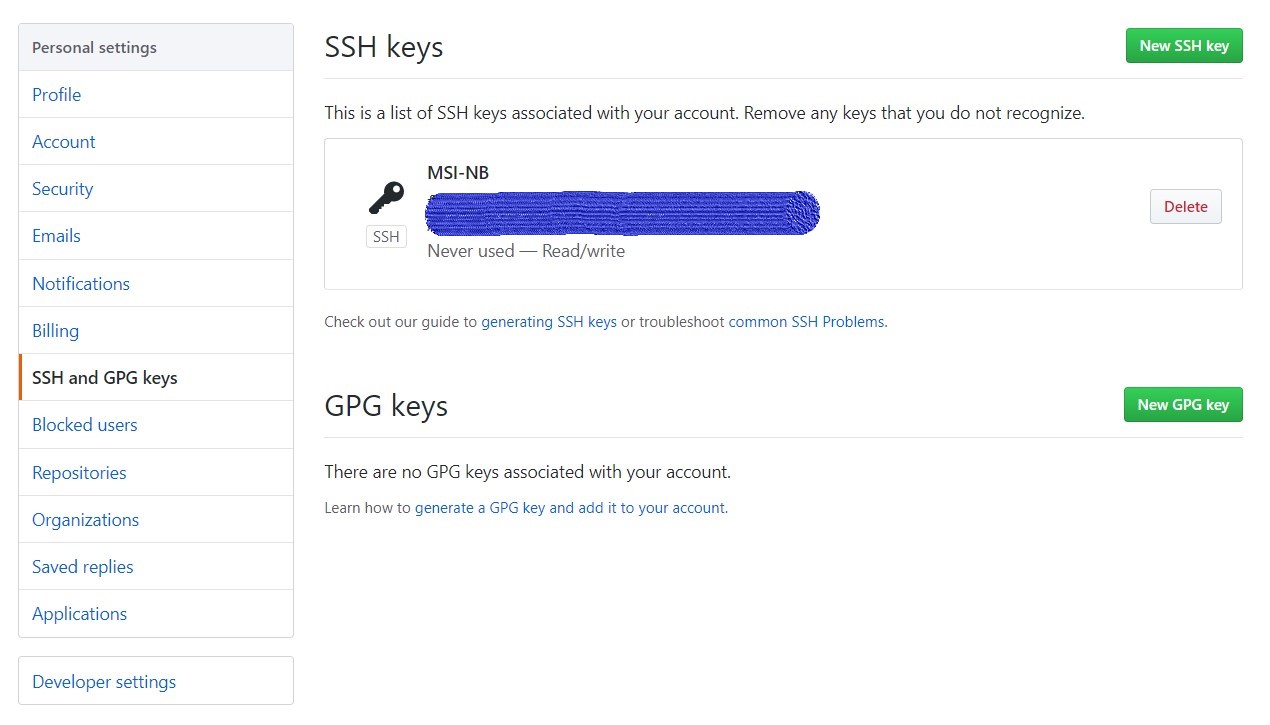 Personal settings
Profile
Account
Security
Emails
Notifications
Billing
SSH and GPG keys
Blocked users
Repositories
Organizations
Saved replies
Applications
Developer settings
SSH keys
New SSH key
This is a list of SSH keys associated with your account. Remove any keys that you do not recognize.
MSI-NB
SSH
Never used — Read/write
Delete
Check out our guide to generating SSH keys or troubleshoot common SSH Problems.
GPG keys
New GPG key
There are no GPG keys associated with your account.
Learn how to generate a GPG key and add it to your account.